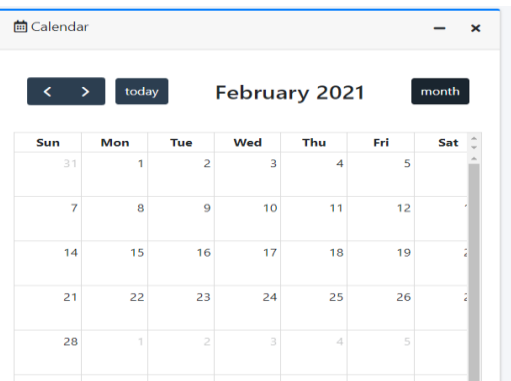 Calendar
today February 2021 month
Sun Mon Tue Wed Thu Fri Sat
31 1 2 3 4 5
7 8 9 10 11 12
14 15 16 17 18 19
21 22 23 24 25 26
28 1 2 3 4 5